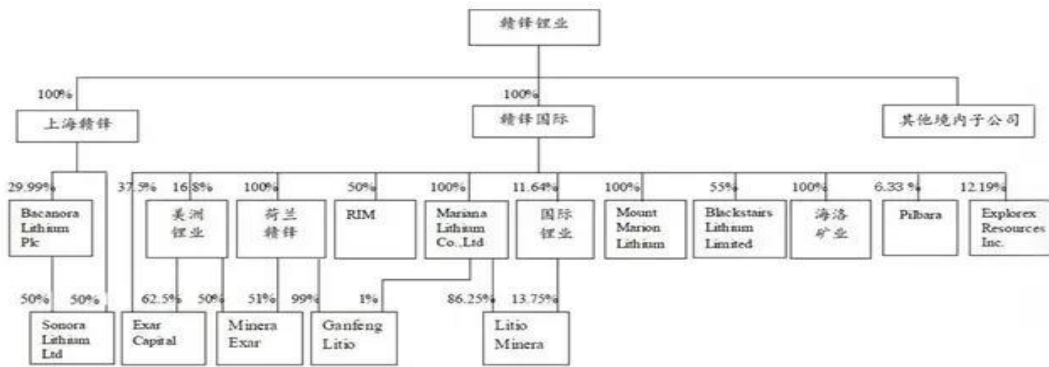 赣锋锂业
100%
100%
上海赣锋
赣锋国际
其他境内子公司
29.99%
37.5%
16.8%
100%
50%
100%
11.64%
100%
55%
100%
6.33 %
12.19%
Bacanora
Lithium
Plc
美洲
锂业
荷兰
赣锋
RIM
Mariana
Lithium
Co.,Ltd
国际
锂业
Mount
Marion
Lithium
Blackstairs
Lithium
Limited
海洛
矿业
Pilbara
Explorex
Resources
Inc.
50%
50%
62.5%
50%
51%
99%
1%
86.25%
13.75%
Sonora
Lithium
Ltd
Exar
Capital
Minera
Exar
Ganfeng
Litio
Litio
Minera